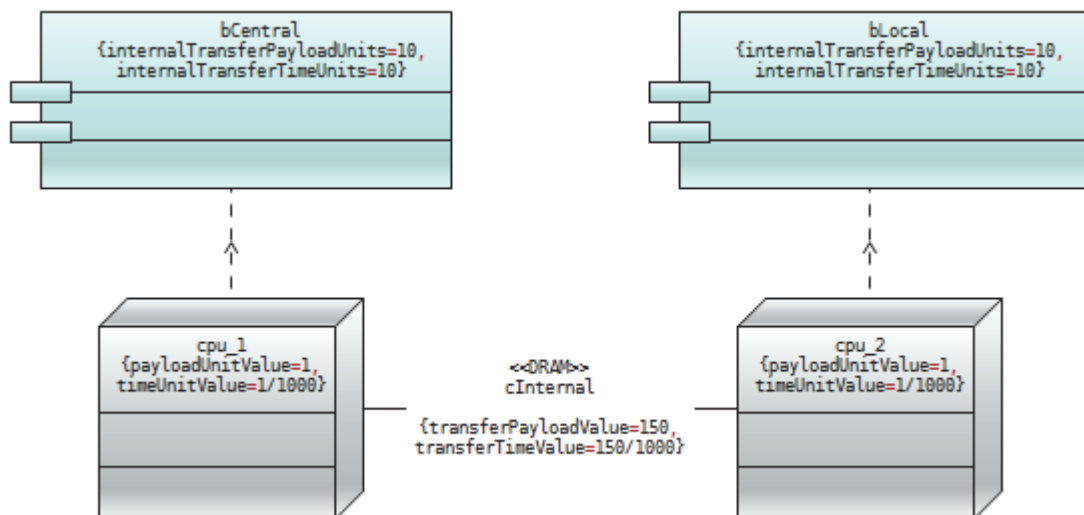 bCentral
{internalTransferPayloadUnits=10,
internalTransferTimeUnits=10}
bLocal
{internalTransferPayloadUnits=10,
internalTransferTimeUnits=10}
cpu_1
{payloadUnitValue=1,
timeUnitValue=1/1000}
<<DRAM>>
cInternal
{transferPayloadValue=150,
transferTimeValue=150/1000}
cpu_2
{payloadUnitValue=1,
timeUnitValue=1/1000}